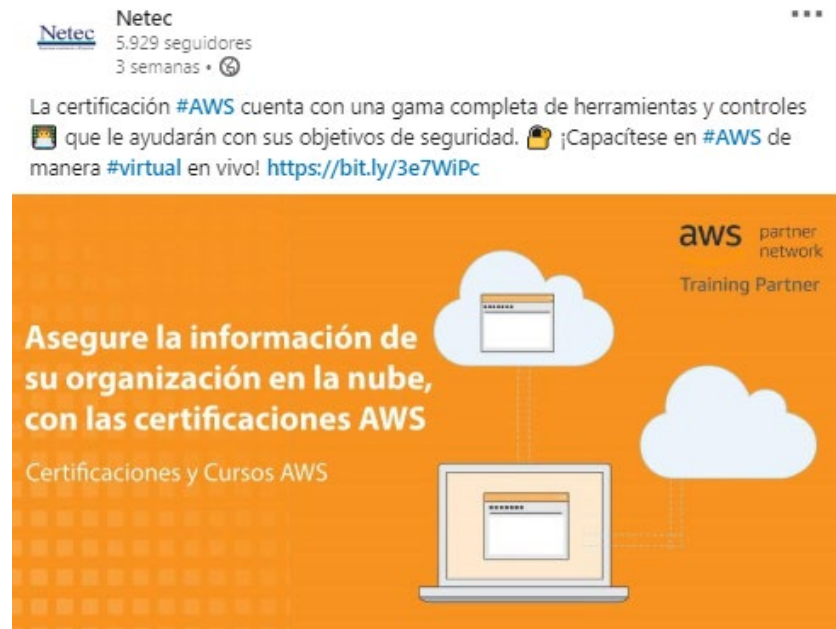 Netec
Netec
5.929 seguidores
3 semanas •
La certificación #AWS cuenta con una gama completa de herramientas y controles
que le ayudarán con sus objetivos de seguridad. ¡Capacítese en #AWS de
manera #virtual en vivo! https://bit.ly/3e7WiPc
aws partner
network
Training Partner
Asegure la información de
su organización en la nube,
con las certificaciones AWS
Certificaciones y Cursos AWS